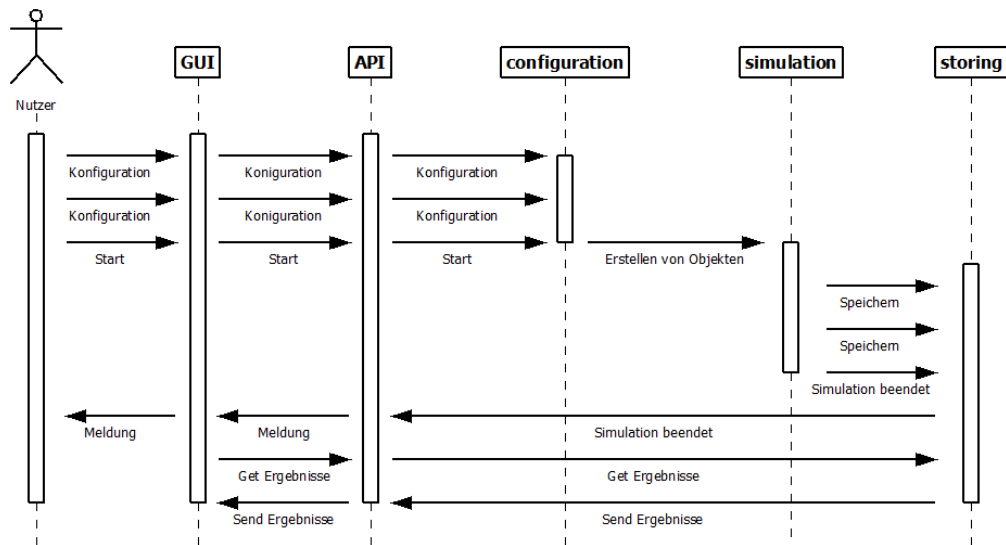 Nutzer
GUI
API
configuration
simulation
storing
Konfiguration
Koniguration
Konfiguration
Konfiguration
Koniguration
Konfiguration
Start
Start
Start
Erstellen von Objekten
Speichern
Speichern
Simulation beendet
Meldung
Meldung
Simulation beendet
Get Ergebnisse
Get Ergebnisse
Send Ergebnisse
Send Ergebnisse